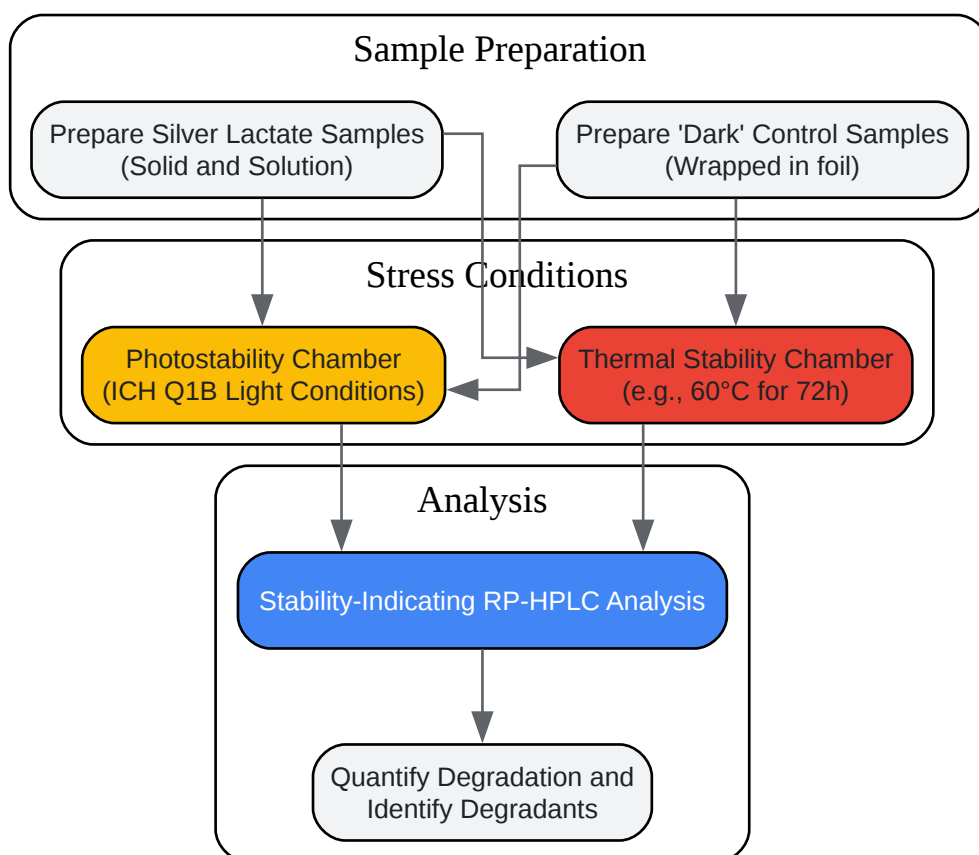 Sample Preparation
Prepare Silver Lactate Samples
(Solid and Solution)
Prepare 'Dark' Control Samples
(Wrapped in foil)
Stress Conditions
Photostability Chamber
(ICH Q1B Light Conditions)
Thermal Stability Chamber
(e.g., 60°C for 72h)
Analysis
Stability-Indicating RP-HPLC Analysis
Quantify Degradation and
Identify Degradants